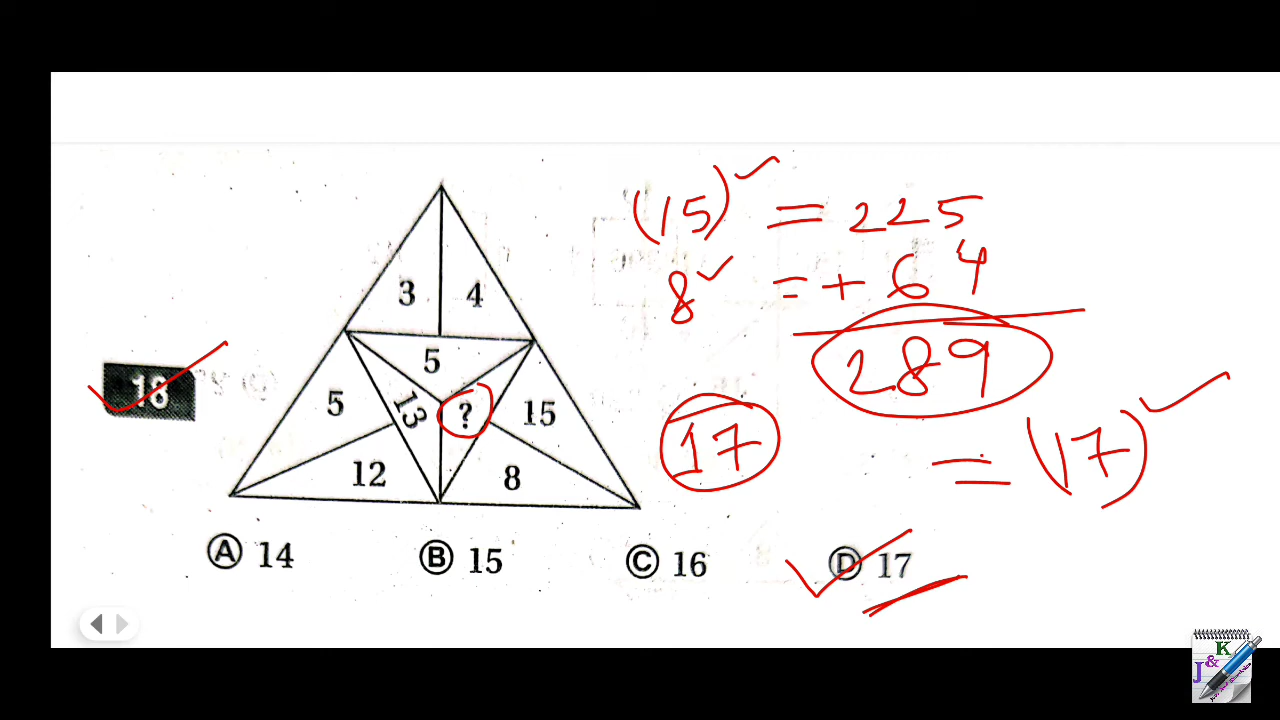 (15)² = 225
8² = + 64
289
= (17)²
17
3 4
5
5 13 ? 15
12 8
18
Ⓐ 14 Ⓑ 15 Ⓒ 16 Ⓓ 17
J & K